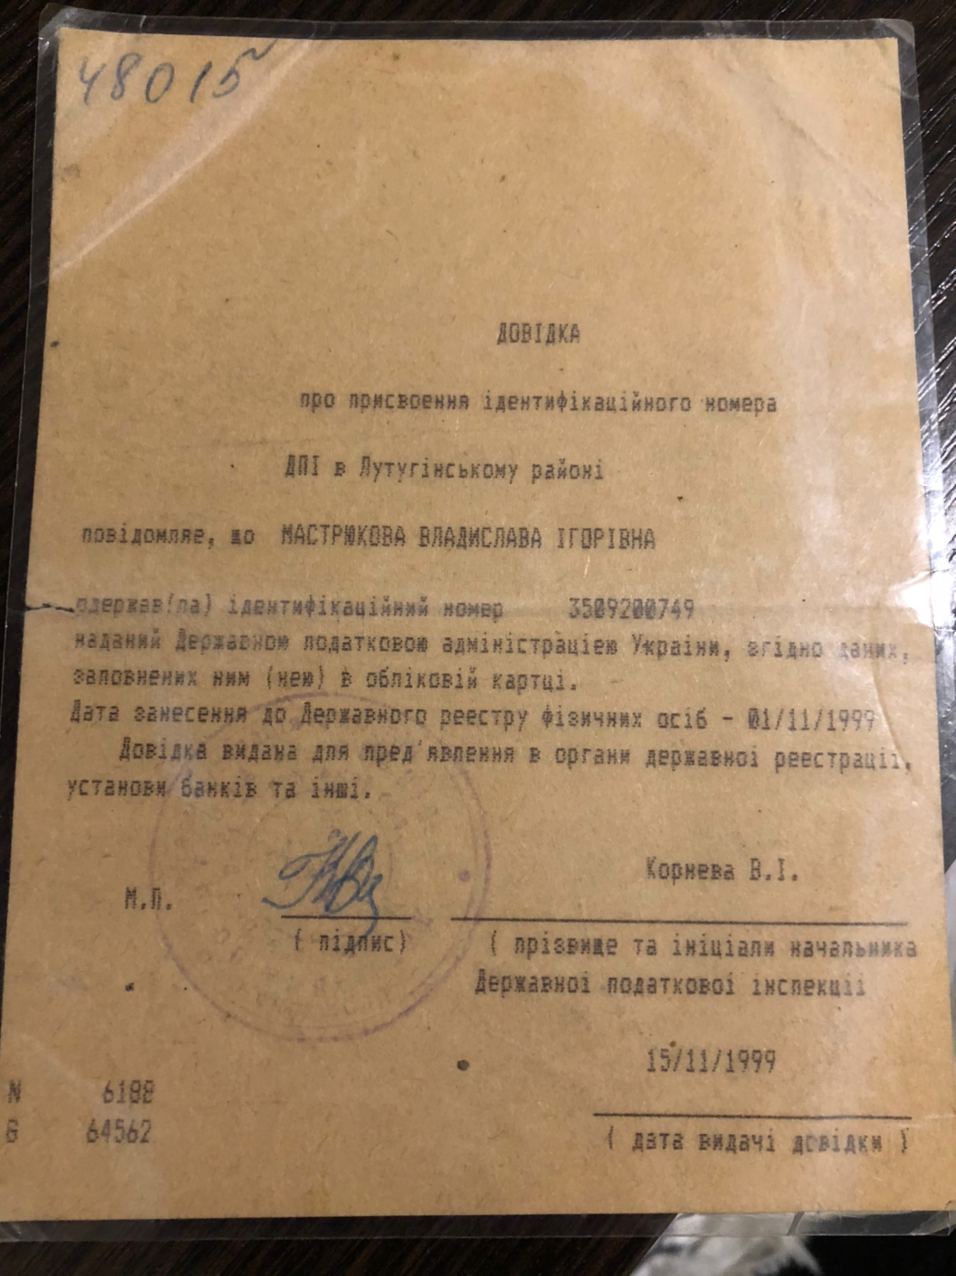 48015
ДОВІДКА
про присвоення ідентифікаційного номера
ДПІ в Лутугінському районі
повідомляє, що МАСТРЮКОВА ВЛАДИСЛАВА ІГОРІВНА
одержав(ла) ідентифікаційний номер 3509200749
наданий Державною податковою адміністрацією України, згідно даних,
заповнених ним (нею) в обліковій картці.
Дата занесення до Державного реестру фізичних осіб - 01/11/1999
Довідка видана для пред'явлення в органи державної реестрації,
установи банків та інші.
Корнева В.І.
М.П.
( підпис) ( прізвище та ініціали начальника
Державної податкової інспекції
15/11/1999
N 6188
64562
( дата видачі довідки )